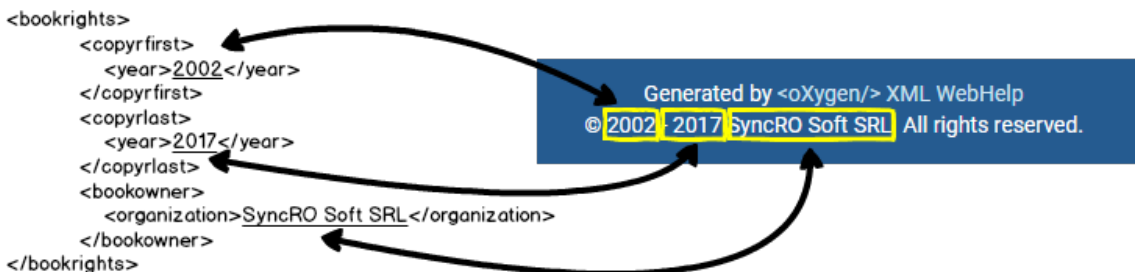 <bookrights>
<copyrfirst>
<year>2002</year>
</copyrfirst>
<copyrlast>
<year>2017</year>
</copyrlast>
<bookowner>
<organization>SyncRO Soft SRL</organization>
</bookowner>
</bookrights>
Generated by <oXygen/> XML WebHelp
© 2002 - 2017 SyncRO Soft SRL. All rights reserved.